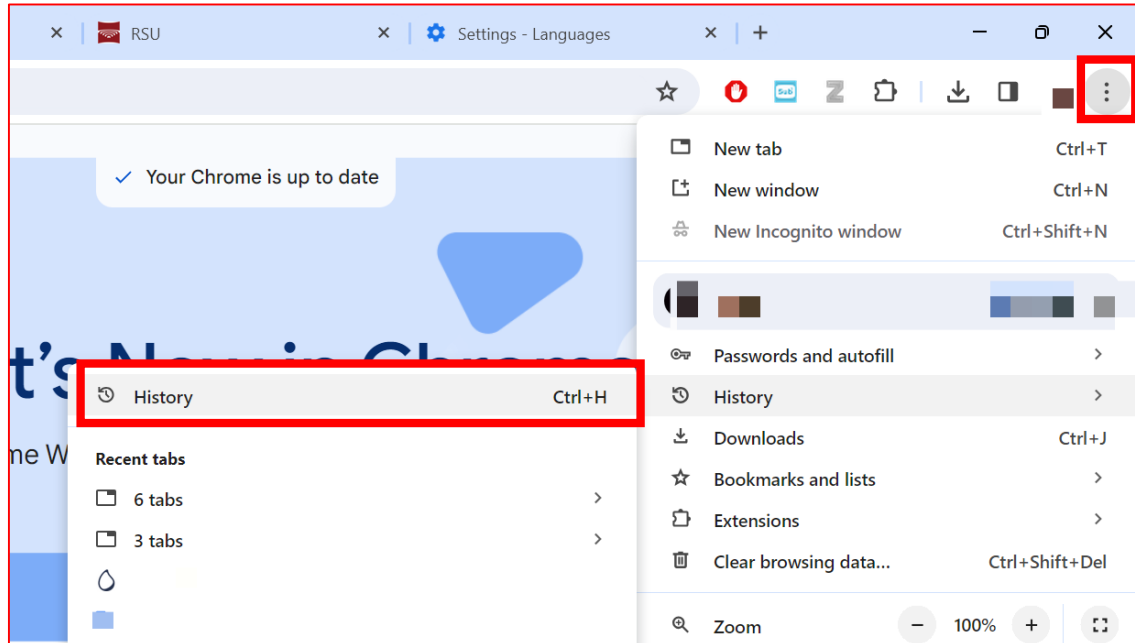 RSU
Settings - Languages
Your Chrome is up to date
New tab Ctrl+T
New window Ctrl+N
New Incognito window Ctrl+Shift+N
Passwords and autofill
History
Downloads Ctrl+J
Bookmarks and lists
Extensions
Clear browsing data... Ctrl+Shift+Del
Zoom − 100% +
t's New in Chrome
me W
History Ctrl+H
Recent tabs
6 tabs
3 tabs